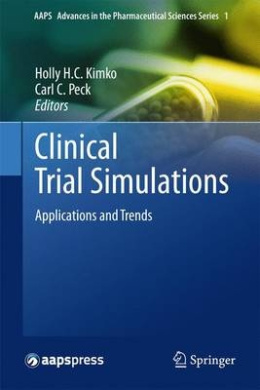 AAPS Advances in the Pharmaceutical Sciences Series 1
Holly H.C. Kimko
Carl C. Peck
Editors
Clinical
Trial Simulations
Applications and Trends
aapspress
Springer